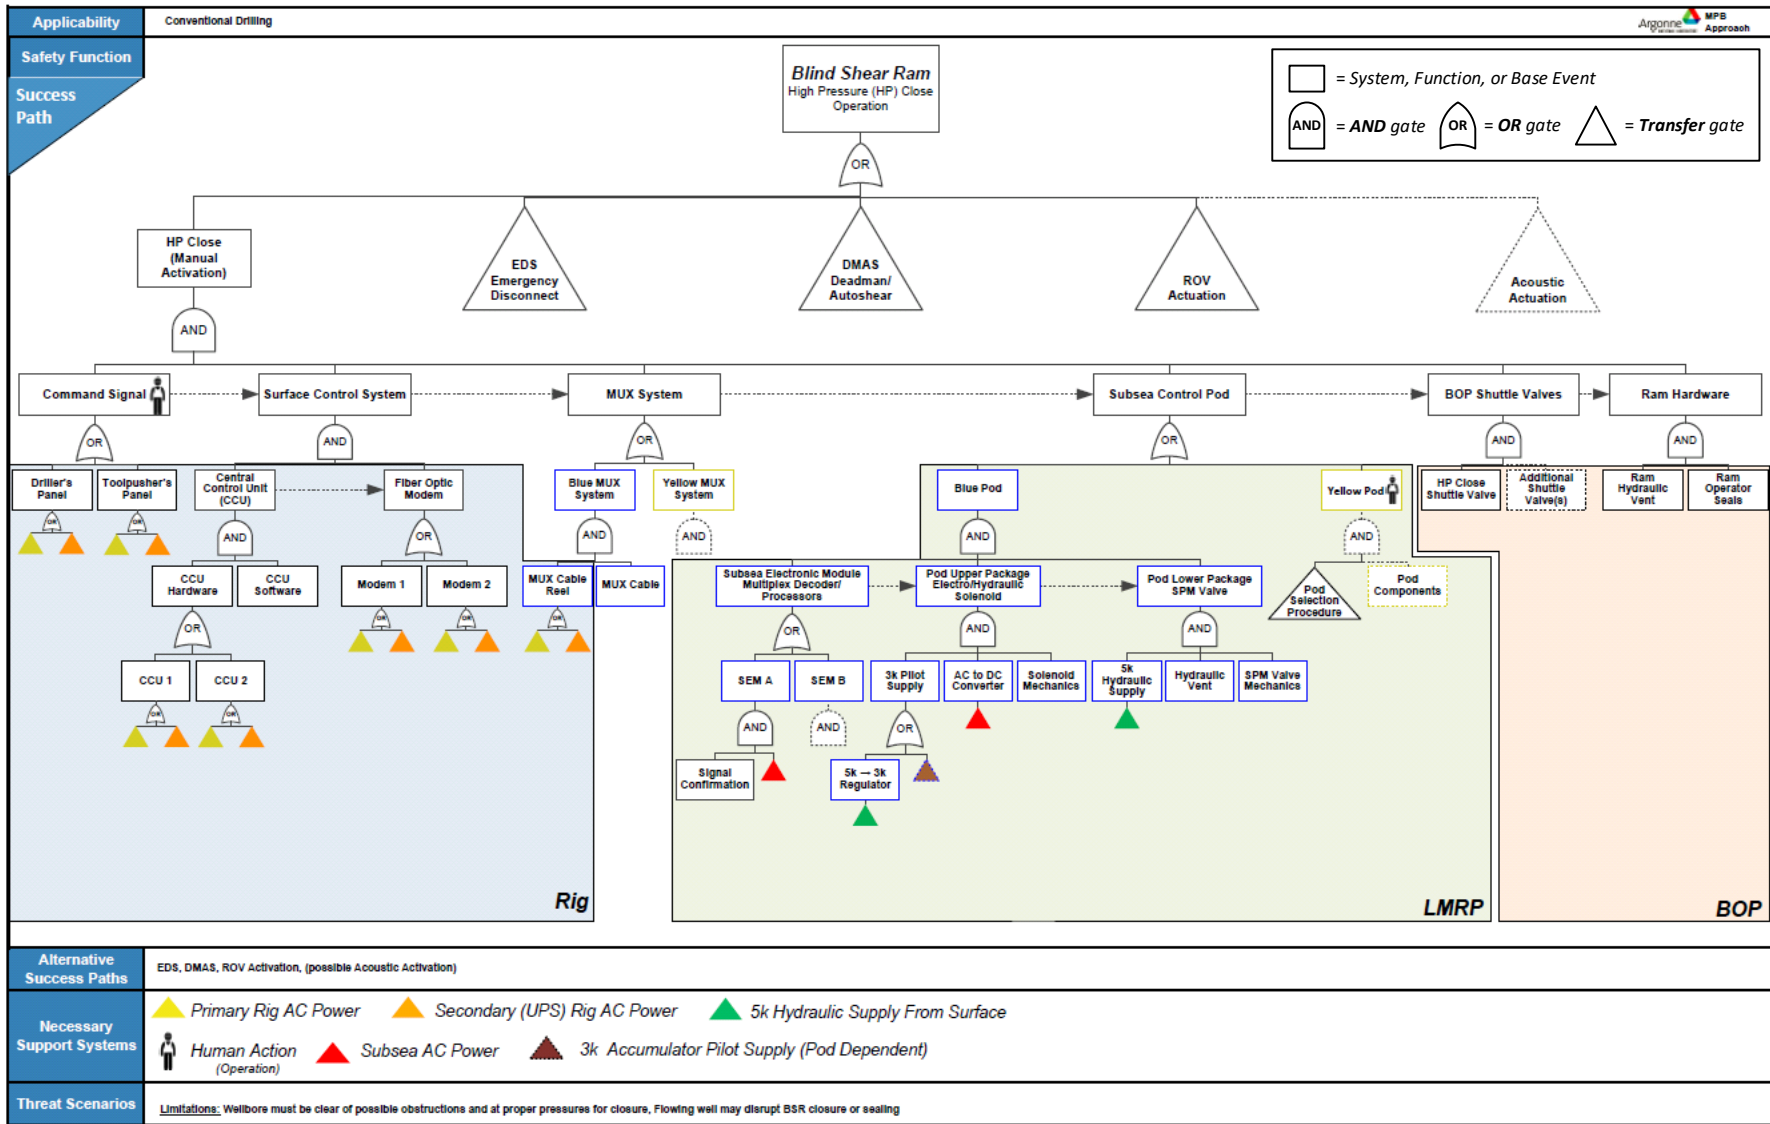 Applicability
Conventional Drilling
Argonne
MPB
Approach
Safety Function
Success
Path
Blind Shear Ram
High Pressure (HP) Close
Operation
= System, Function, or Base Event
AND
= AND gate
OR
= OR gate
= Transfer gate
OR
HP Close
(Manual
Activation)
EDS
Emergency
Disconnect
DMAS
Deadman/
Autoshear
ROV
Actuation
Acoustic
Actuation
AND
Command Signal
Surface Control System
MUX System
Subsea Control Pod
BOP Shuttle Valves
Ram Hardware
OR
AND
OR
OR
AND
AND
Driller's
Panel
Toolpusher's
Panel
Central
Control Unit
(CCU)
Fiber Optic
Modem
Blue MUX
System
Yellow MUX
System
Blue Pod
Yellow Pod
HP Close
Shuttle Valve
Additional
Shuttle
Valve(s)
Ram
Hydraulic
Vent
Ram
Operator
Seals
OR
OR
AND
OR
AND
AND
AND
AND
CCU
Hardware
CCU
Software
Modem 1
Modem 2
MUX Cable
Reel
MUX Cable
Subsea Electronic Module
Multiplex Decoder/
Processors
Pod Upper Package
Electro/Hydraulic
Solenoid
Pod Lower Package
SPM Valve
Pod
Selection
Procedure
Pod
Components
OR
OR
OR
OR
OR
AND
AND
CCU 1
CCU 2
SEM A
SEM B
3k Pilot
Supply
AC to DC
Converter
Solenoid
Mechanics
5k
Hydraulic
Supply
Hydraulic
Vent
SPM Valve
Mechanics
OR
OR
AND
AND
OR
Signal
Confirmation
5k → 3k
Regulator
Rig
LMRP
BOP
Alternative
Success Paths
EDS, DMAS, ROV Activation, (possible Acoustic Activation)
Necessary
Support Systems
Primary Rig AC Power
Secondary (UPS) Rig AC Power
5k Hydraulic Supply From Surface
Human Action
(Operation)
Subsea AC Power
3k Accumulator Pilot Supply (Pod Dependent)
Threat Scenarios
Limitations: Wellbore must be clear of possible obstructions and at proper pressures for closure, Flowing well may disrupt BSR closure or sealing